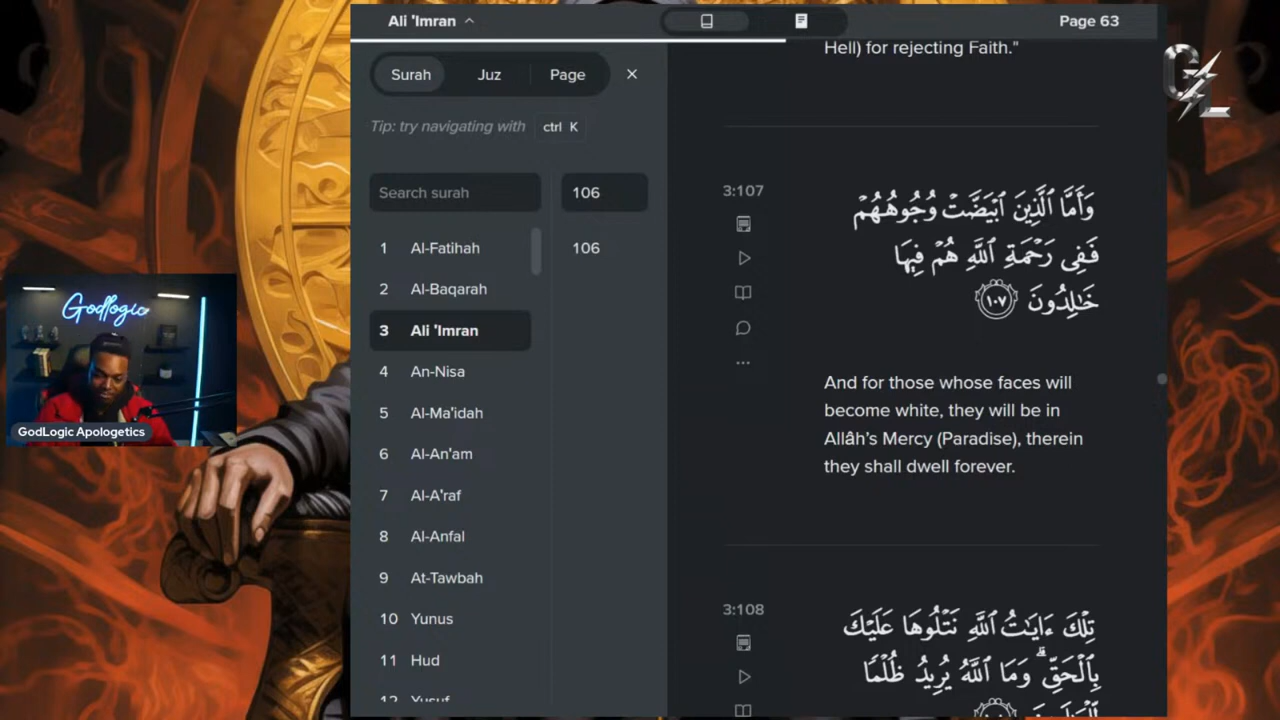 Ali 'Imran
Page 63
Surah
Juz
Page
Tip: try navigating with ctrl K
Search surah
106
1 Al-Fatihah
106
2 Al-Baqarah
3 Ali 'Imran
4 An-Nisa
5 Al-Ma'idah
6 Al-An'am
7 Al-A'raf
8 Al-Anfal
9 At-Tawbah
10 Yunus
11 Hud
12 Yusuf
Hell) for rejecting Faith."
3:107
وَأَمَّا ٱلَّذِينَ ٱبْيَضَّتْ وُجُوهُهُمْ
فَفِى رَحْمَةِ ٱللَّهِ هُمْ فِيهَا
خَـٰلِدُونَ ١٠٧
And for those whose faces will
become white, they will be in
Allâh's Mercy (Paradise), therein
they shall dwell forever.
3:108
تِلْكَ ءَايَـٰتُ ٱللَّهِ نَتْلُوهَا عَلَيْكَ
بِٱلْحَقِّ ۗ وَمَا ٱللَّهُ يُرِيدُ ظُلْمًا
Godlogic
GodLogic Apologetics
GL